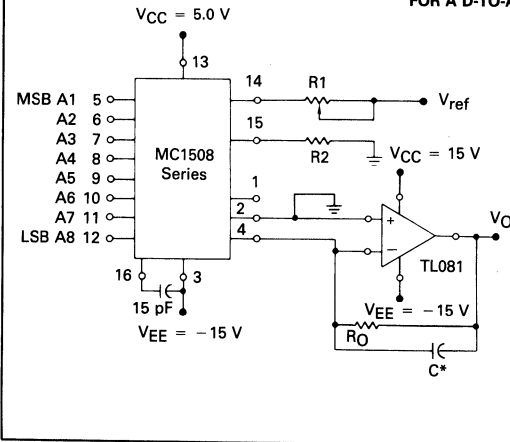 FOR A D-TO-A
VCC = 5.0 V
13
14
R1
Vref
MSB A1 5
A2 6
A3 7
A4 8
A5 9
A6 10
A7 11
LSB A8 12
MC1508
Series
15
R2
VCC = 15 V
1
2
4
+
−
TL081
VO
16
3
15 pF
VEE = −15 V
VEE = −15 V
RO
C*